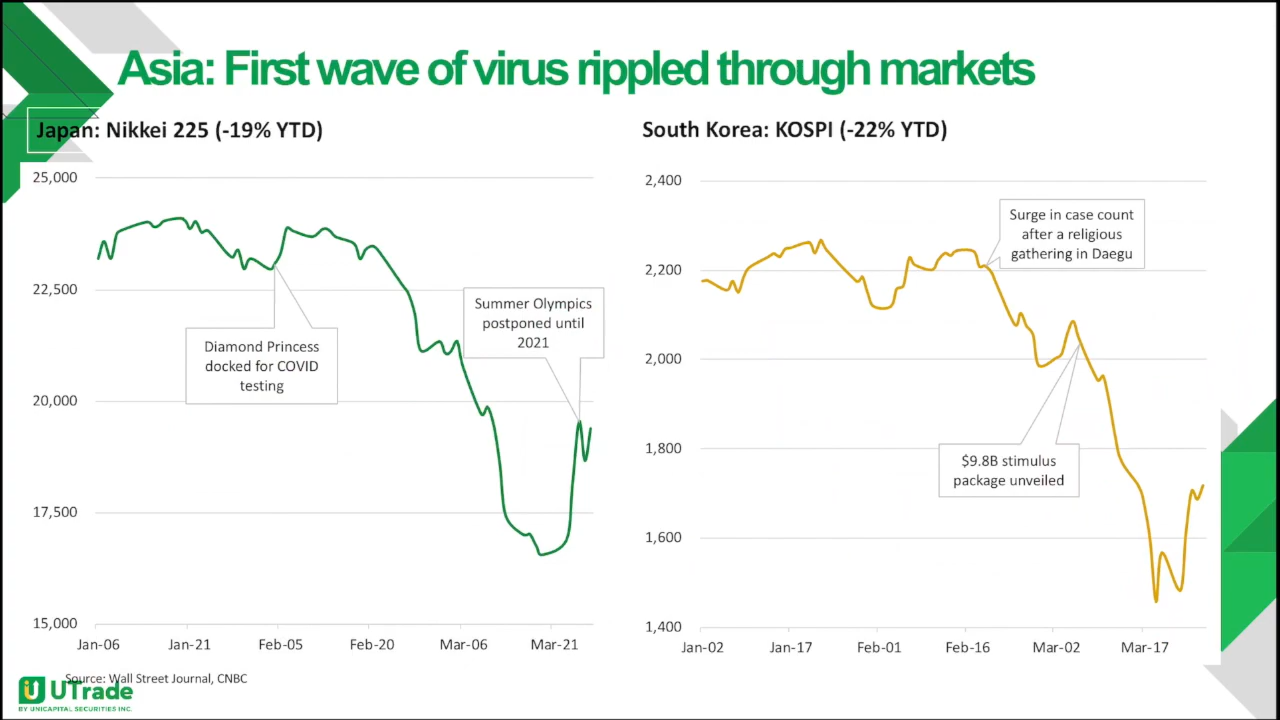 Asia: First wave of virus rippled through markets
Japan: Nikkei 225 (-19% YTD)
25,000
22,500
20,000
17,500
15,000
Jan-06
Jan-21
Feb-05
Feb-20
Mar-06
Mar-21
Diamond Princess
docked for COVID
testing
Summer Olympics
postponed until
2021
South Korea: KOSPI (-22% YTD)
2,400
2,200
2,000
1,800
1,600
1,400
Jan-02
Jan-17
Feb-01
Feb-16
Mar-02
Mar-17
Surge in case count
after a religious
gathering in Daegu
$9.8B stimulus
package unveiled
Source: Wall Street Journal, CNBC
UTrade
BY UNICAPITAL SECURITIES INC.